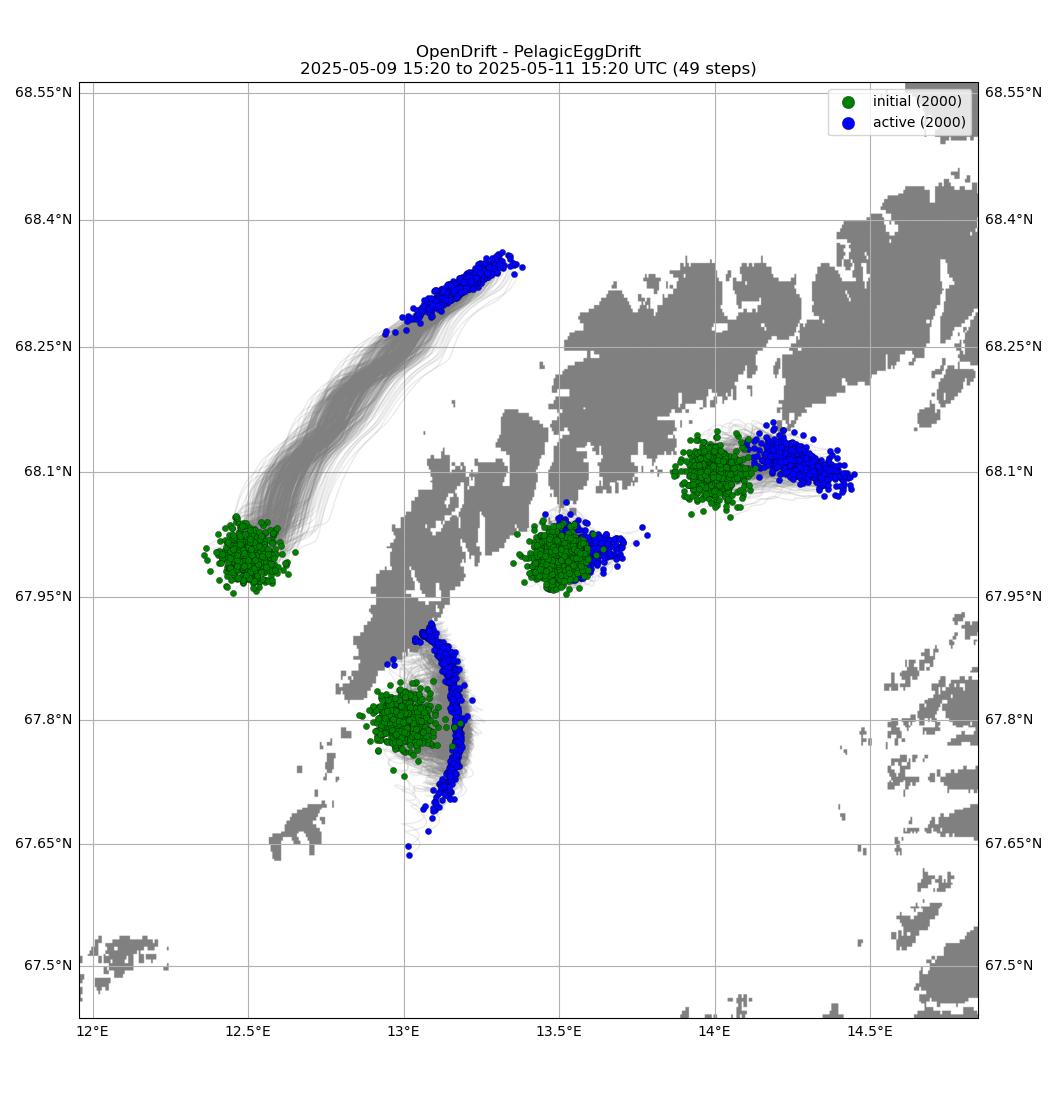 OpenDrift - PelagicEggDrift
2025-05-09 15:20 to 2025-05-11 15:20 UTC (49 steps)
initial (2000)
active (2000)
68.55°N 68.55°N
68.4°N 68.4°N
68.25°N 68.25°N
68.1°N 68.1°N
67.95°N 67.95°N
67.8°N 67.8°N
67.65°N 67.65°N
67.5°N 67.5°N
12°E 12.5°E 13°E 13.5°E 14°E 14.5°E